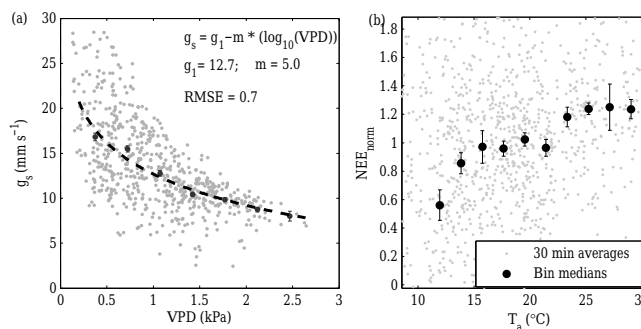 (a)
g_s = g_1−m * (log_10(VPD))
g_1 = 12.7; m = 5.0
RMSE = 0.7
30
25
20
15
10
5
0
g_s (mm s^−1)
0 0.5 1 1.5 2 2.5 3
VPD (kPa)
(b)
1.8
1.6
1.4
1.2
1
0.8
0.6
0.4
0.2
0
NEE_norm
30 min averages
Bin medians
10 15 20 25 30
T_a (°C)